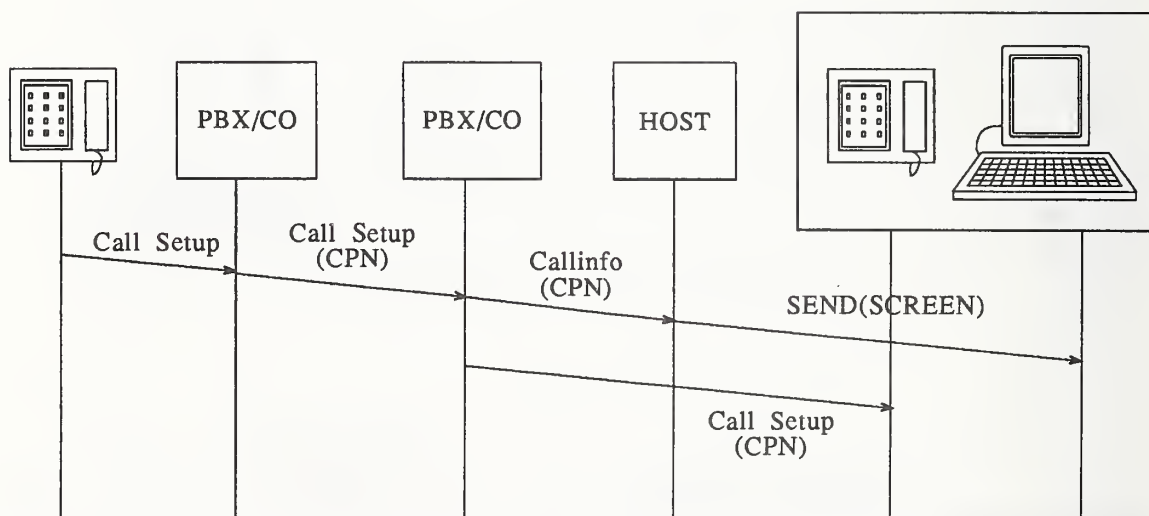 PBX/CO
PBX/CO
HOST
Call Setup
Call Setup
(CPN)
Callinfo
(CPN)
SEND(SCREEN)
Call Setup
(CPN)